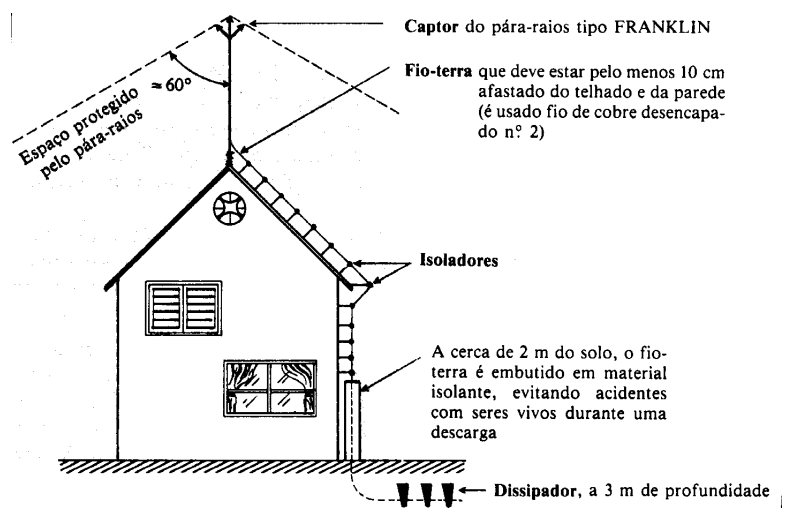 Captor do pára-raios tipo FRANKLIN
Fio-terra que deve estar pelo menos 10 cm
afastado do telhado e da parede
(é usado fio de cobre desencapa-
do nº 2)
≃ 60°
Espaço protegido
pelo pára-raios
Isoladores
A cerca de 2 m do solo, o fio-
terra é embutido em material
isolante, evitando acidentes
com seres vivos durante uma
descarga
Dissipador, a 3 m de profundidade